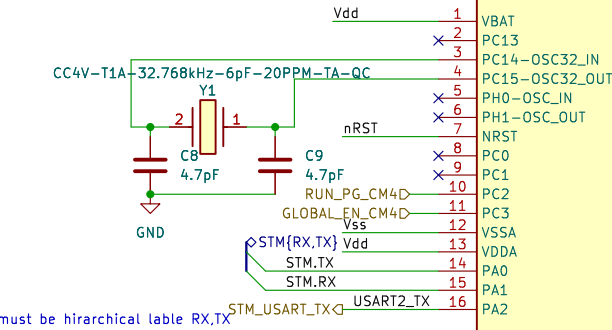 Vdd
1 VBAT
2 PC13
3 PC14-OSC32_IN
CC4V-T1A-32.768kHz-6pF-20PPM-TA-QC
4 PC15-OSC32_OUT
Y1
5 PH0-OSC_IN
2 1
6 PH1-OSC_OUT
nRST 7 NRST
C8 C9
8 PC0
4.7pF 4.7pF
9 PC1
RUN_PG_CM4 10 PC2
GLOBAL_EN_CM4 11 PC3
GND
Vss 12 VSSA
STM{RX,TX} Vdd 13 VDDA
STM.TX 14 PA0
STM.RX 15 PA1
STM_USART_TX USART2_TX 16 PA2
must be hirarchical lable RX,TX